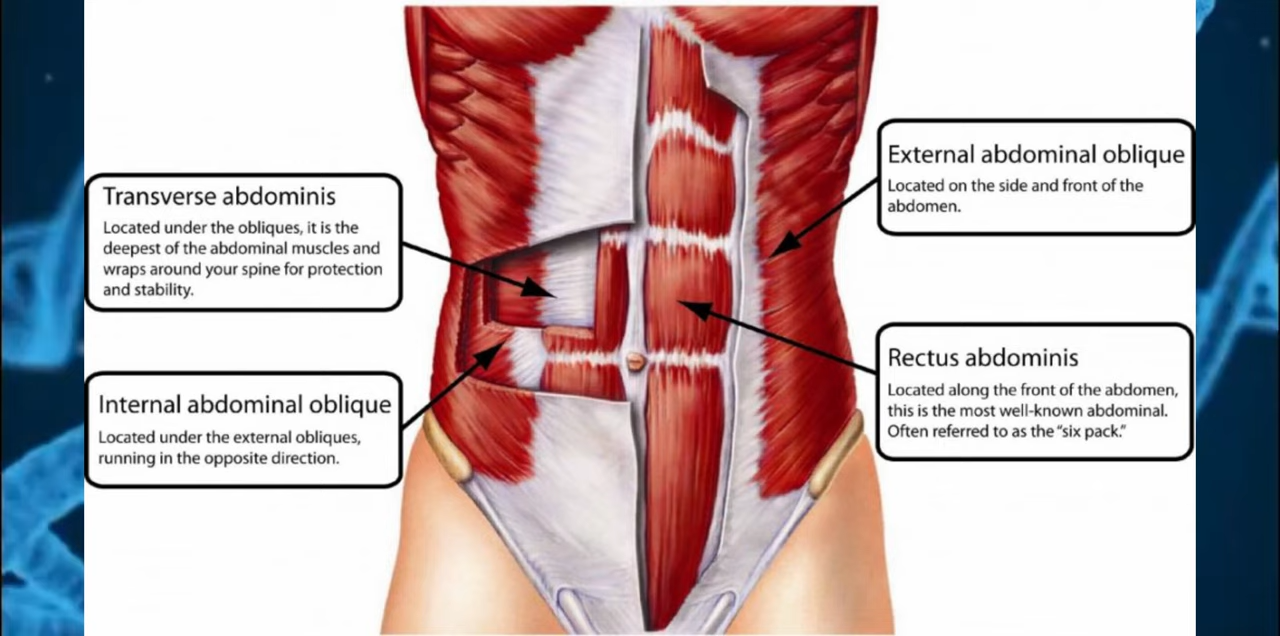 Transverse abdominis
Located under the obliques, it is the
deepest of the abdominal muscles and
wraps around your spine for protection
and stability.
Internal abdominal oblique
Located under the external obliques,
running in the opposite direction.
External abdominal oblique
Located on the side and front of the
abdomen.
Rectus abdominis
Located along the front of the abdomen,
this is the most well-known abdominal.
Often referred to as the “six pack.”